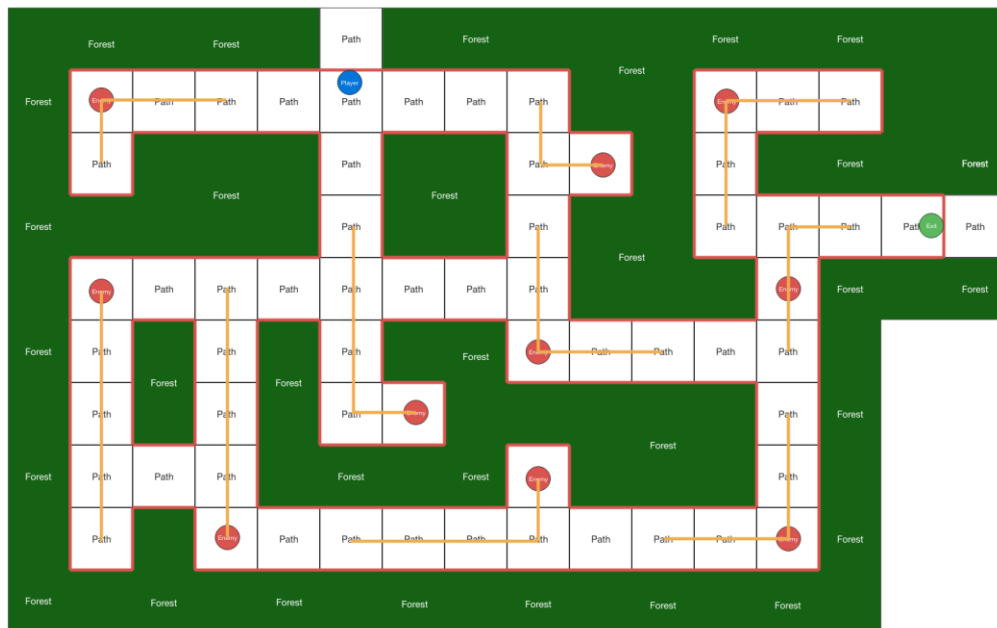 Forest Forest Path Forest Forest Forest
Forest
Player
Forest Enemy Path Path Path Path Path Path Path Enemy Path Path
Path Path Path Enemy Path Forest Forest
Forest Forest
Forest Path Path Path Path Path Path Exit Path
Forest
Enemy Path Path Path Path Path Path Path Enemy Forest Forest
Forest Path Path Path Forest Enemy Path Path Path Path Forest
Forest Forest
Path Path Path Enemy Path Forest
Forest
Forest Path Path Path Forest Forest Enemy Path Forest
Path Enemy Path Path Path Path Path Path Path Path Enemy Forest
Forest Forest Forest Forest Forest Forest Forest